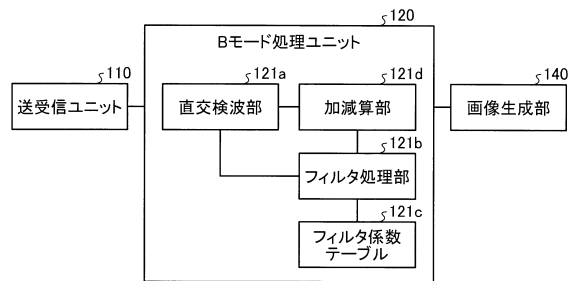 120
Bモード処理ユニット
110
送受信ユニット
121a
直交検波部
121d
加減算部
140
画像生成部
121b
フィルタ処理部
121c
フィルタ係数
テーブル